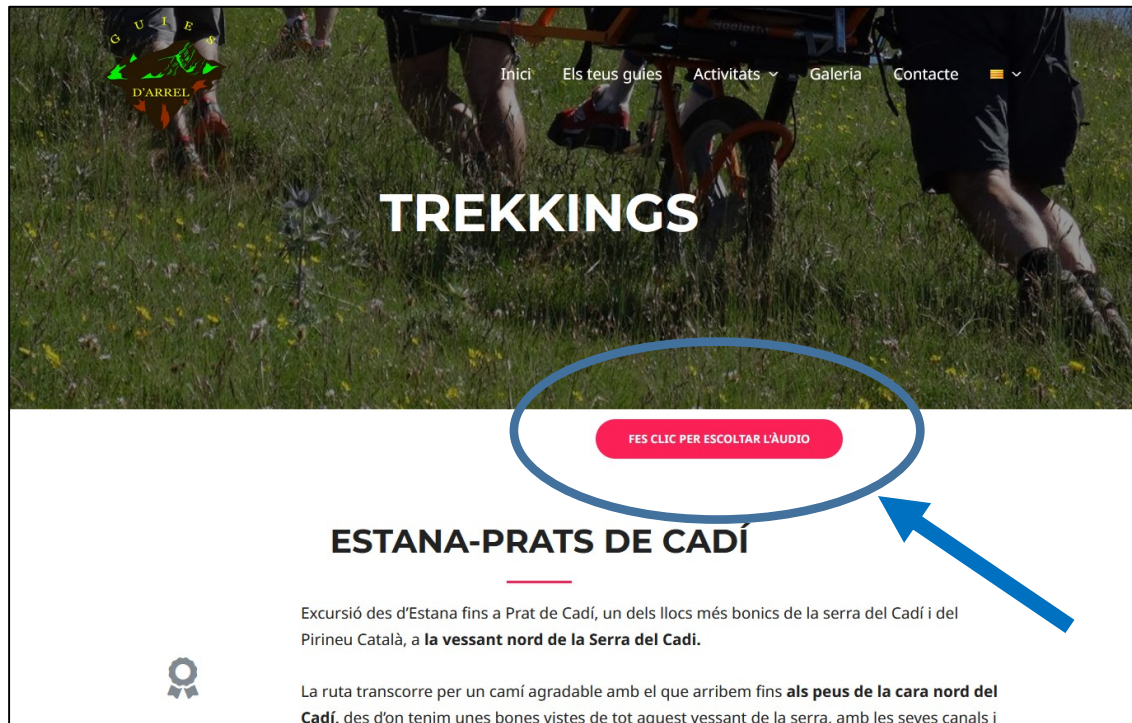 GUIES
D'ARREL
Inici Els teus guies Activitats Galeria Contacte
Joëlette
TREKKINGS
FES CLIC PER ESCOLTAR L'ÀUDIO
ESTANA-PRATS DE CADÍ
Excursió des d'Estana fins a Prat de Cadí, un dels llocs més bonics de la serra del Cadí i del
Pirineu Català, a la vessant nord de la Serra del Cadi.
La ruta transcorre per un camí agradable amb el que arribem fins als peus de la cara nord del
Cadí, des d'on tenim unes bones vistes de tot aquest vessant de la serra, amb les seves canals i